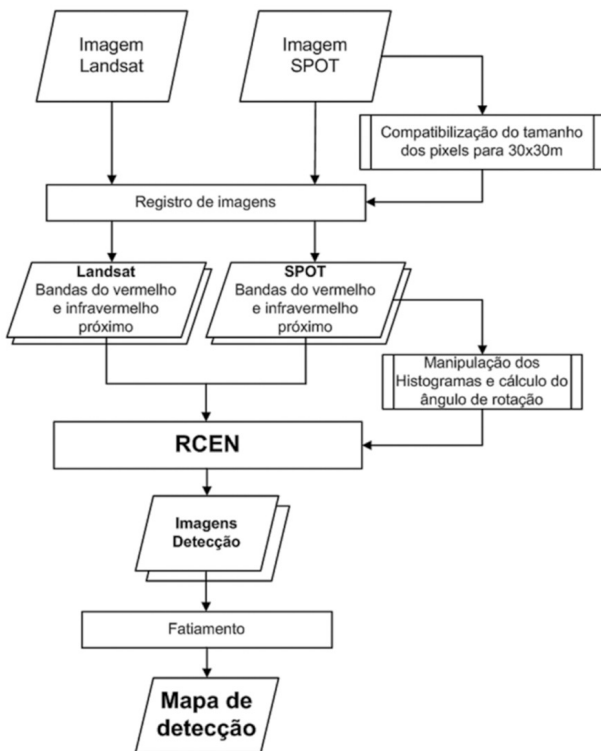 Imagem
Landsat
Imagem
SPOT
Compatibilização do tamanho
dos pixels para 30x30m
Registro de imagens
Landsat
Bandas do vermelho
e infravermelho
próximo
SPOT
Bandas do vermelho
e infravermelho
próximo
Manipulação dos
Histogramas e cálculo do
ângulo de rotação
RCEN
Imagens
Detecção
Fatiamento
Mapa de
detecção